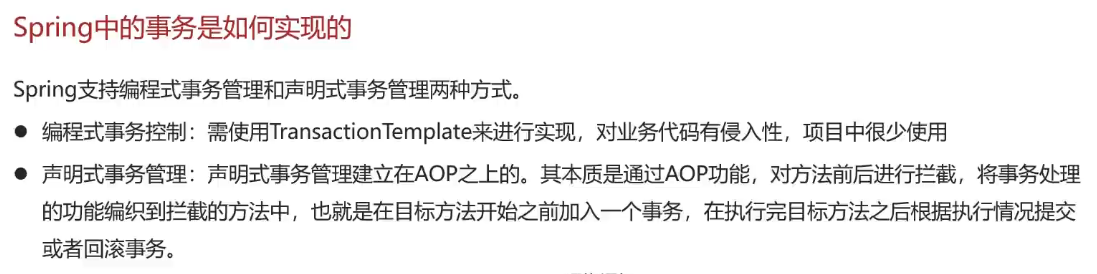 Spring中的事务是如何实现的
Spring支持编程式事务管理和声明式事务管理两种方式。
● 编程式事务控制：需使用TransactionTemplate来进行实现，对业务代码有侵入性，项目中很少使用
● 声明式事务管理：声明式事务管理建立在AOP之上的。其本质是通过AOP功能，对方法前后进行拦截，将事务处理
的功能编织到拦截的方法中，也就是在目标方法开始之前加入一个事务，在执行完目标方法之后根据执行情况提交
或者回滚事务。